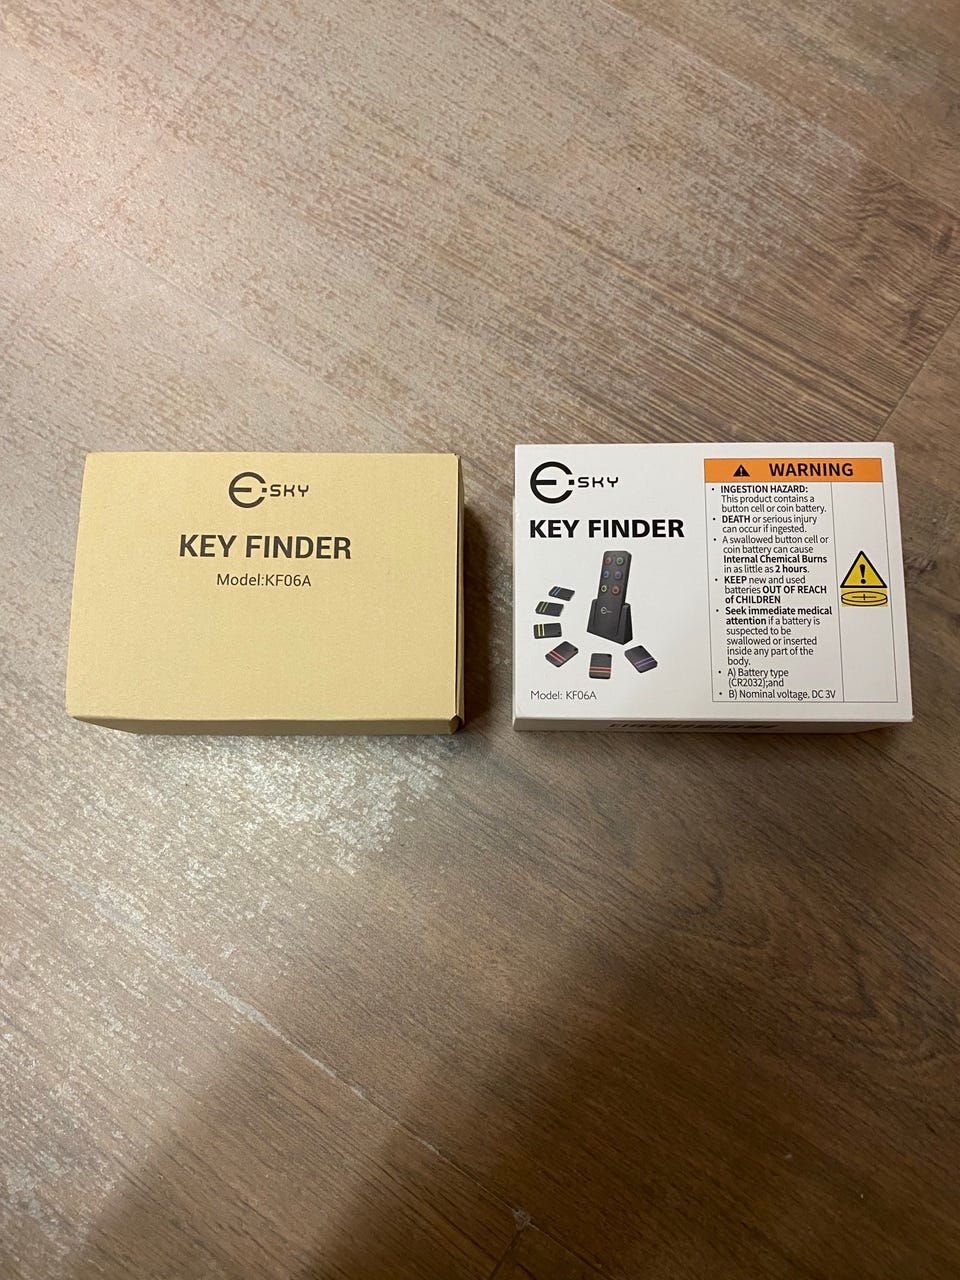 E:SKY
KEY FINDER
Model:KF06A
E:SKY
KEY FINDER
Model: KF06A
WARNING
• INGESTION HAZARD:
This product contains a
button cell or coin battery.
• DEATH or serious injury
can occur if ingested.
• A swallowed button cell or
coin battery can cause
Internal Chemical Burns
in as little as 2 hours.
• KEEP new and used
batteries OUT OF REACH
of CHILDREN
• Seek immediate medical
attention if a battery is
suspected to be
swallowed or inserted
inside any part of the
body.
• A) Battery type
(CR2032);and
• B) Nominal voltage. DC 3V